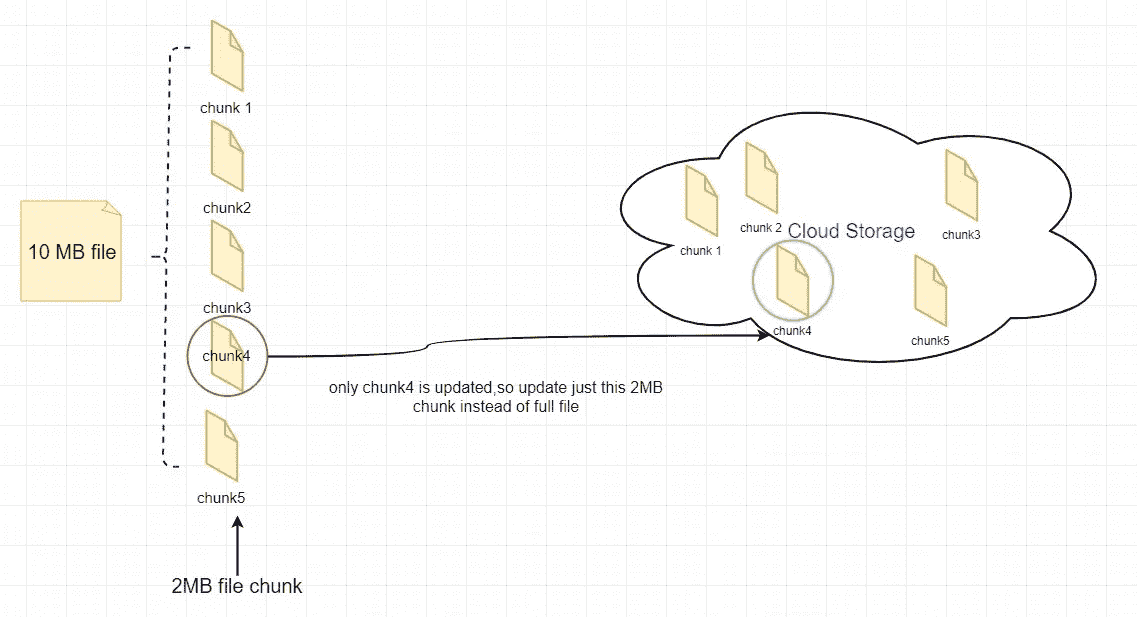 chunk 1
chunk2
10 MB file
chunk3
chunk4
chunk5
2MB file chunk
only chunk4 is updated,so update just this 2MB
chunk instead of full file
chunk 1
chunk 2
Cloud Storage
chunk3
chunk4
chunk5